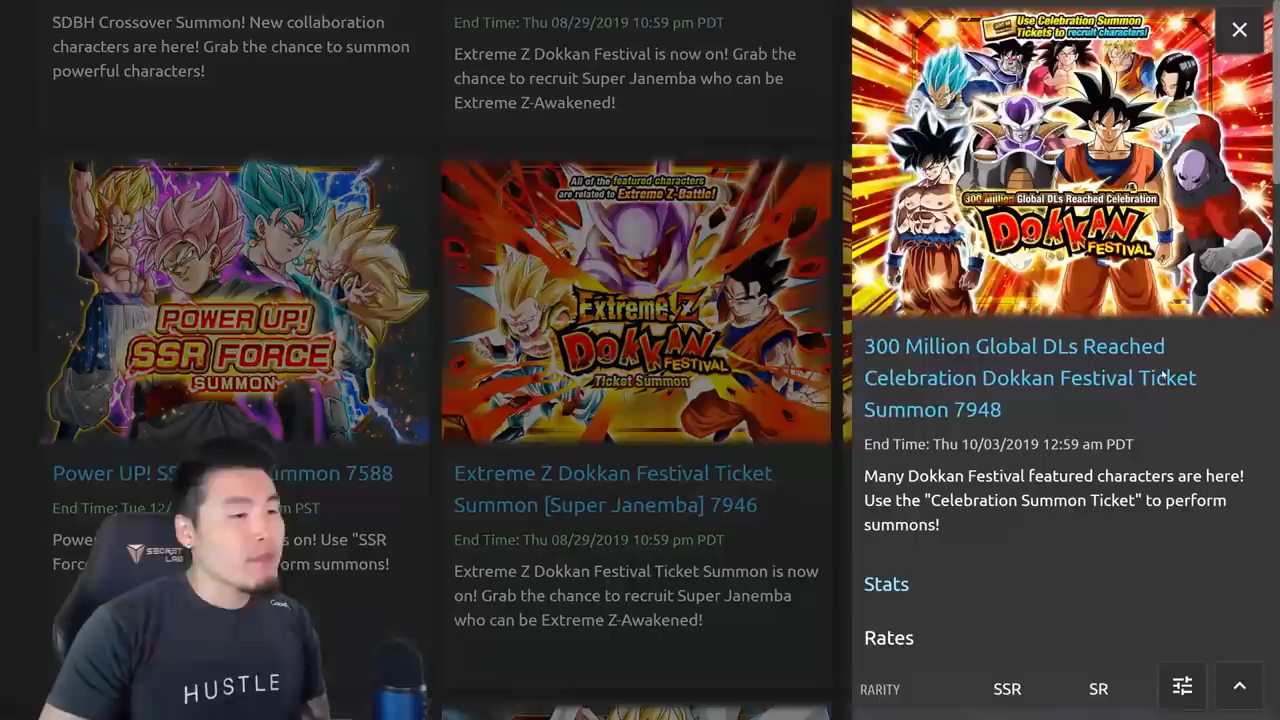 SDBH Crossover Summon! New collaboration
characters are here! Grab the chance to summon
powerful characters!
End Time: Thu 08/29/2019 10:59 pm PDT
Extreme Z Dokkan Festival is now on! Grab the
chance to recruit Super Janemba who can be
Extreme Z-Awakened!
POWER UP!
SSR FORCE
SUMMON
Power UP! SS ummon 7588
End Time: Tue 12/ m PST
Powe s on! Use "SSR
Forc orm summons!
All of the featured characters
are related to Extreme Z-Battle!
Extreme Z
DOKKAN
FESTIVAL
Ticket Summon
Extreme Z Dokkan Festival Ticket
Summon [Super Janemba] 7946
End Time: Thu 08/29/2019 10:59 pm PDT
Extreme Z Dokkan Festival Ticket Summon is now
on! Grab the chance to recruit Super Janemba
who can be Extreme Z-Awakened!
Use Celebration Summon
Tickets to recruit characters!
300 Million Global DLs Reached Celebration
DOKKAN
FESTIVAL
300 Million Global DLs Reached
Celebration Dokkan Festival Ticket
Summon 7948
End Time: Thu 10/03/2019 12:59 am PDT
Many Dokkan Festival featured characters are here!
Use the "Celebration Summon Ticket" to perform
summons!
Stats
Rates
RARITY SSR SR
SECRET
LAB
HUSTLE